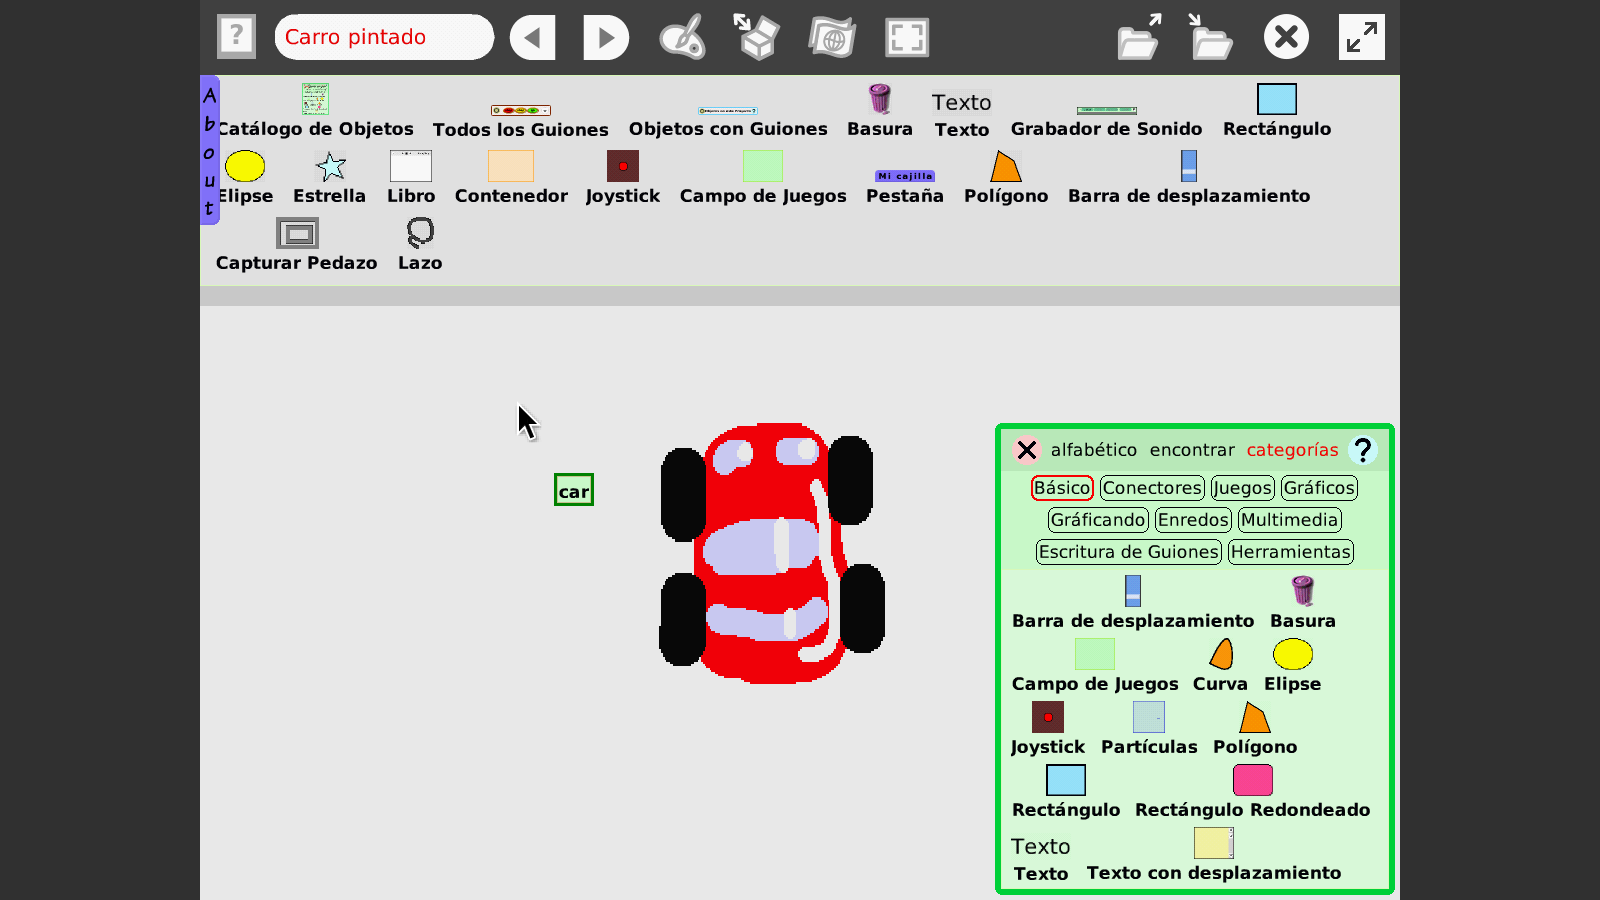 ?
Carro pintado
About
Catálogo de Objetos
Todos los Guiones
Objetos con Guiones
Basura
Texto
Texto
Grabador de Sonido
Rectángulo
Elipse
Estrella
Libro
Contenedor
Joystick
Campo de Juegos
Mi cajilla
Pestaña
Polígono
Barra de desplazamiento
Capturar Pedazo
Lazo
car
alfabético encontrar categorías ?
Básico Conectores Juegos Gráficos
Gráficando Enredos Multimedia
Escritura de Guiones Herramientas
Barra de desplazamiento Basura
Campo de Juegos Curva Elipse
Joystick Partículas Polígono
Rectángulo Rectángulo Redondeado
Texto
Texto Texto con desplazamiento